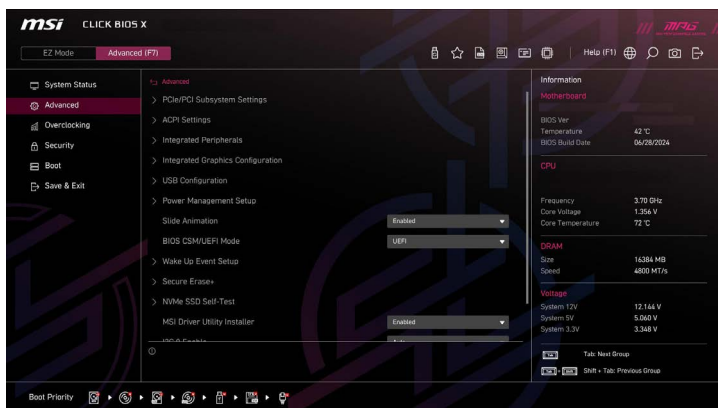 msi CLICK BIOS X
MPG
EZ Mode
Advanced (F7)
Help (F1)
System Status
Advanced
Overclocking
Security
Boot
Save & Exit
Advanced
PCIe/PCI Subsystem Settings
ACPI Settings
Integrated Peripherals
Integrated Graphics Configuration
USB Configuration
Power Management Setup
Slide Animation Enabled
BIOS CSM/UEFI Mode UEFI
Wake Up Event Setup
Secure Erase+
NVMe SSD Self-Test
MSI Driver Utility Installer Enabled
Information
Motherboard
BIOS Ver
Temperature 42 °C
BIOS Build Date 06/28/2024
CPU
Frequency 3.70 GHz
Core Voltage 1.356 V
Core Temperature 72 °C
DRAM
Size 16384 MB
Speed 4800 MT/s
Voltage
System 12V 12.144 V
System 5V 5.060 V
System 3.3V 3.348 V
Tab Tab: Next Group
Tab + Shift Shift + Tab: Previous Group
Boot Priority